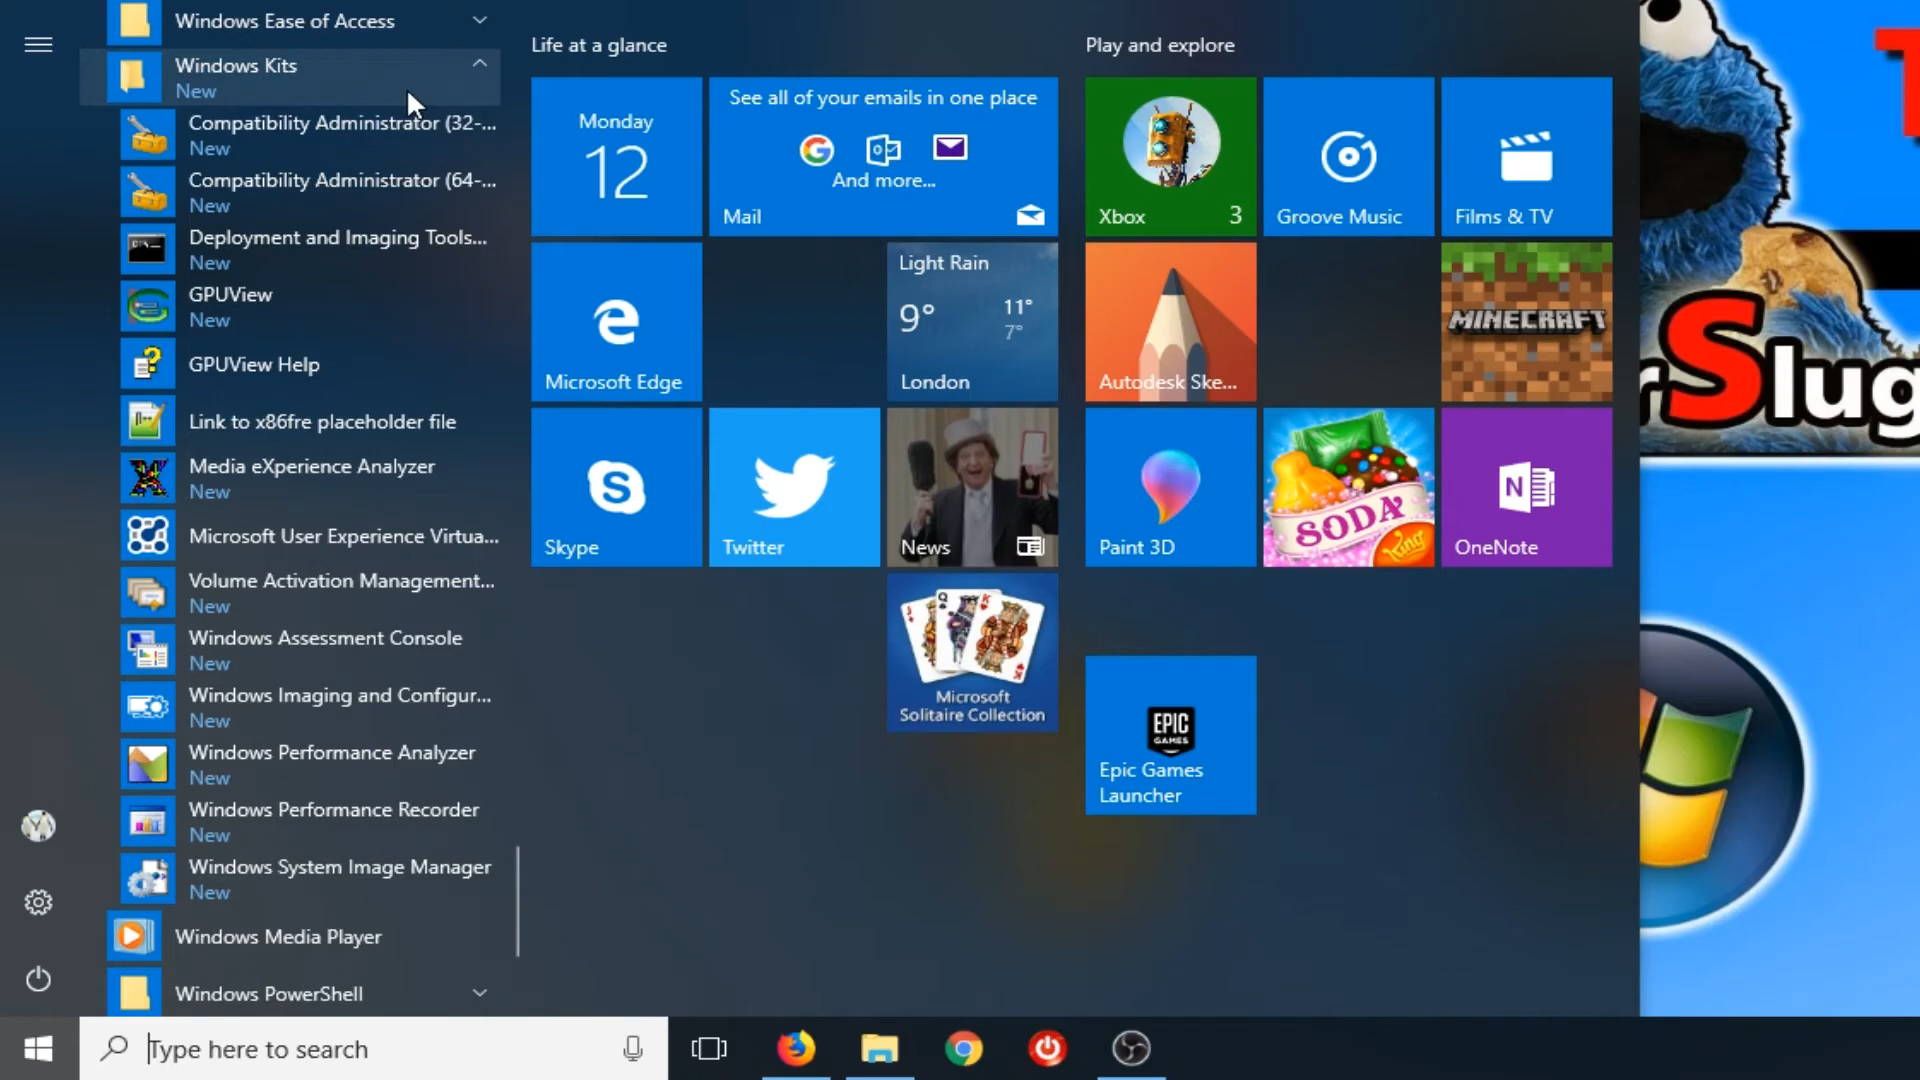 Windows Ease of Access
Windows Kits
New
Compatibility Administrator (32-...
New
Compatibility Administrator (64-...
New
Deployment and Imaging Tools...
New
GPUView
New
GPUView Help
Link to x86fre placeholder file
Media eXperience Analyzer
New
Microsoft User Experience Virtua...
Volume Activation Management...
New
Windows Assessment Console
New
Windows Imaging and Configur...
New
Windows Performance Analyzer
New
Windows Performance Recorder
New
Windows System Image Manager
New
Windows Media Player
Windows PowerShell
Life at a glance
Monday
12
See all of your emails in one place
And more...
Mail
Microsoft Edge
Light Rain
9°
11°
7°
London
Skype
Twitter
News
Microsoft
Solitaire Collection
Play and explore
Xbox
3
Groove Music
Films & TV
Autodesk Ske...
MINECRAFT
Paint 3D
SODA
King
N
OneNote
EPIC
GAMES
Epic Games
Launcher
rSlug
Type here to search